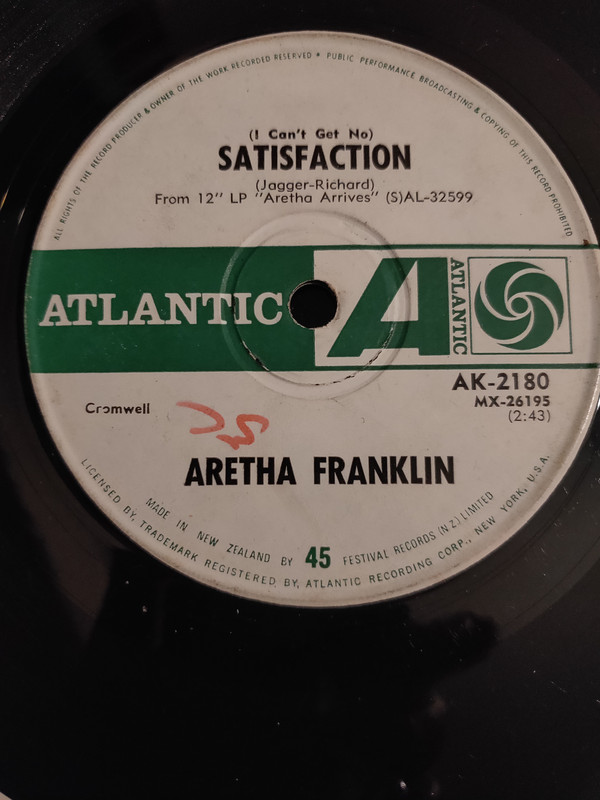 ALL RIGHTS OF THE RECORD PRODUCER & OWNER OF THE WORK RECORDED RESERVED * PUBLIC PERFORMANCE BROADCASTING & COPYING OF THIS RECORD PROHIBITED
(I Can't Get No)
SATISFACTION
(Jagger-Richard)
From 12" LP "Aretha Arrives" (S)AL-32599
ATLANTIC
A
ATLANTIC
AK-2180
MX-26195
(2:43)
Cromwell
ARETHA FRANKLIN
MADE IN NEW ZEALAND BY 45 FESTIVAL RECORDS (N.Z.) LIMITED
LICENSED BY, TRADEMARK REGISTERED BY, ATLANTIC RECORDING CORP., NEW YORK, U.S.A.